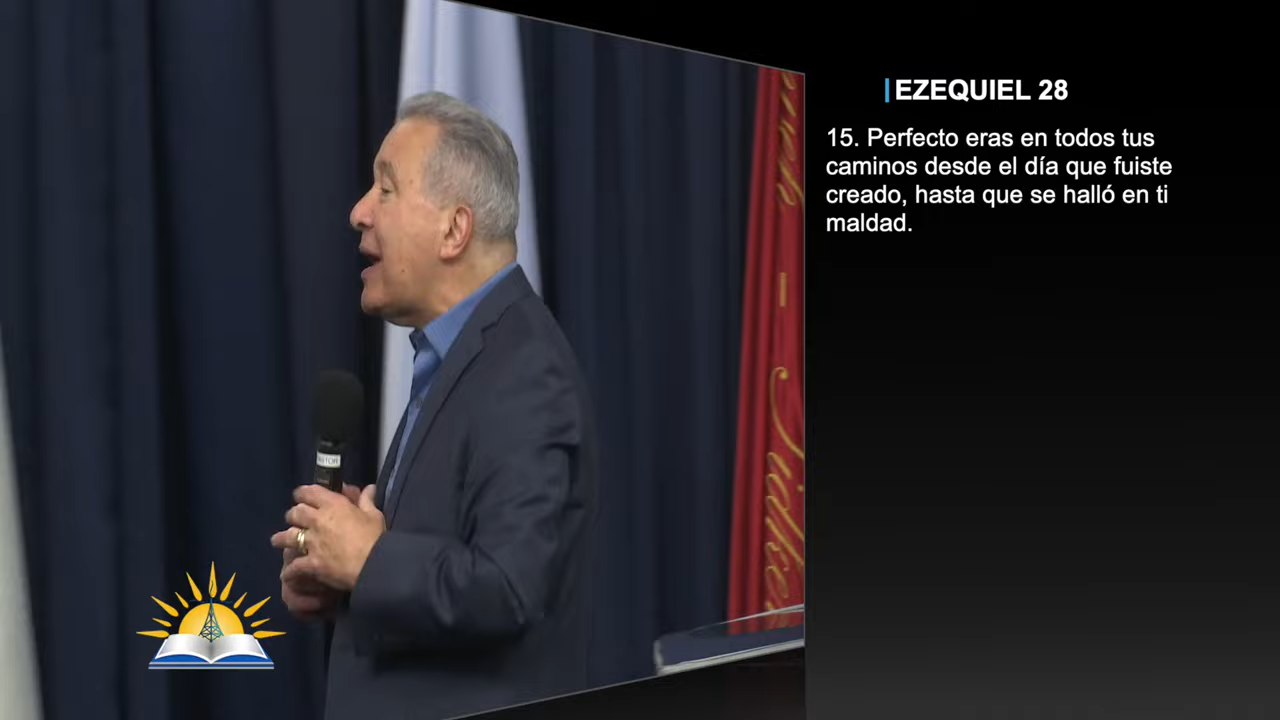 EZEQUIEL 28
15. Perfecto eras en todos tus
caminos desde el día que fuiste
creado, hasta que se halló en ti
maldad.